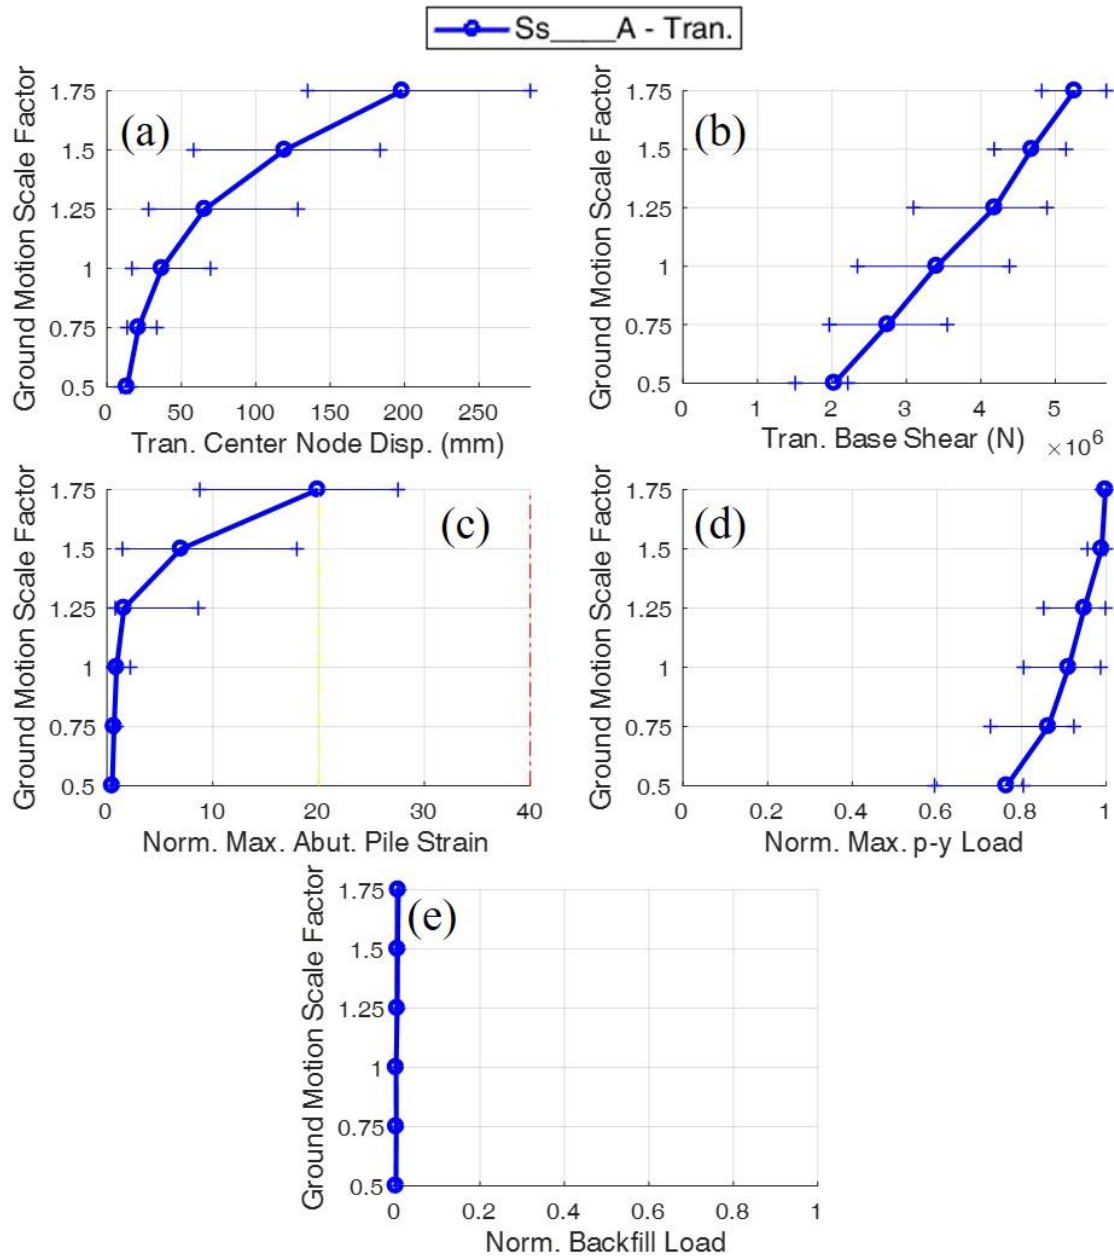 Ss____A - Tran.
Ground Motion Scale Factor
1.75
1.5
1.25
1
0.75
0.5
(a)
0 50 100 150 200 250
Tran. Center Node Disp. (mm)
Ground Motion Scale Factor
1.75
1.5
1.25
1
0.75
0.5
(b)
0 1 2 3 4 5
Tran. Base Shear (N) ×10^6
Ground Motion Scale Factor
1.75
1.5
1.25
1
0.75
0.5
(c)
0 10 20 30 40
Norm. Max. Abut. Pile Strain
Ground Motion Scale Factor
1.75
1.5
1.25
1
0.75
0.5
(d)
0 0.2 0.4 0.6 0.8 1
Norm. Max. p-y Load
Ground Motion Scale Factor
1.75
1.5
1.25
1
0.75
0.5
(e)
0 0.2 0.4 0.6 0.8 1
Norm. Backfill Load